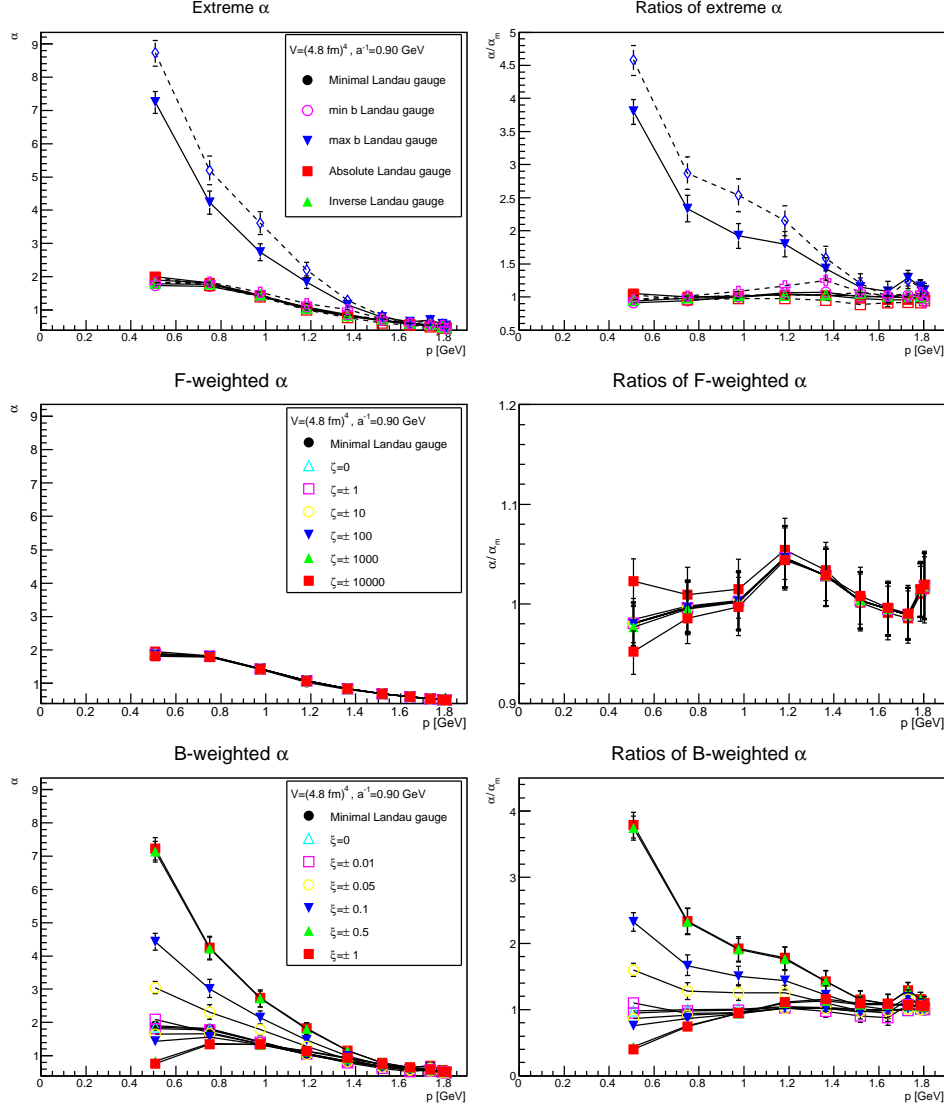 Extreme α
α
9
8
7
6
5
4
3
2
1
0 0.2 0.4 0.6 0.8 1 1.2 1.4 1.6 1.8
p [GeV]
V=(4.8 fm)⁴ , a⁻¹=0.90 GeV
Minimal Landau gauge
min b Landau gauge
max b Landau gauge
Absolute Landau gauge
Inverse Landau gauge
Ratios of extreme α
α/αₘ
5
4.5
4
3.5
3
2.5
2
1.5
1
0.5
0 0.2 0.4 0.6 0.8 1 1.2 1.4 1.6 1.8
p [GeV]
F-weighted α
α
9
8
7
6
5
4
3
2
1
0 0.2 0.4 0.6 0.8 1 1.2 1.4 1.6 1.8
p [GeV]
V=(4.8 fm)⁴ , a⁻¹=0.90 GeV
Minimal Landau gauge
ζ=0
ζ=± 1
ζ=± 10
ζ=± 100
ζ=± 1000
ζ=± 10000
Ratios of F-weighted α
α/αₘ
1.2
1.1
1
0.9
0 0.2 0.4 0.6 0.8 1 1.2 1.4 1.6 1.8
p [GeV]
B-weighted α
α
9
8
7
6
5
4
3
2
1
0 0.2 0.4 0.6 0.8 1 1.2 1.4 1.6 1.8
p [GeV]
V=(4.8 fm)⁴ , a⁻¹=0.90 GeV
Minimal Landau gauge
ξ=0
ξ=± 0.01
ξ=± 0.05
ξ=± 0.1
ξ=± 0.5
ξ=± 1
Ratios of B-weighted α
α/αₘ
4
3
2
1
0
0 0.2 0.4 0.6 0.8 1 1.2 1.4 1.6 1.8
p [GeV]